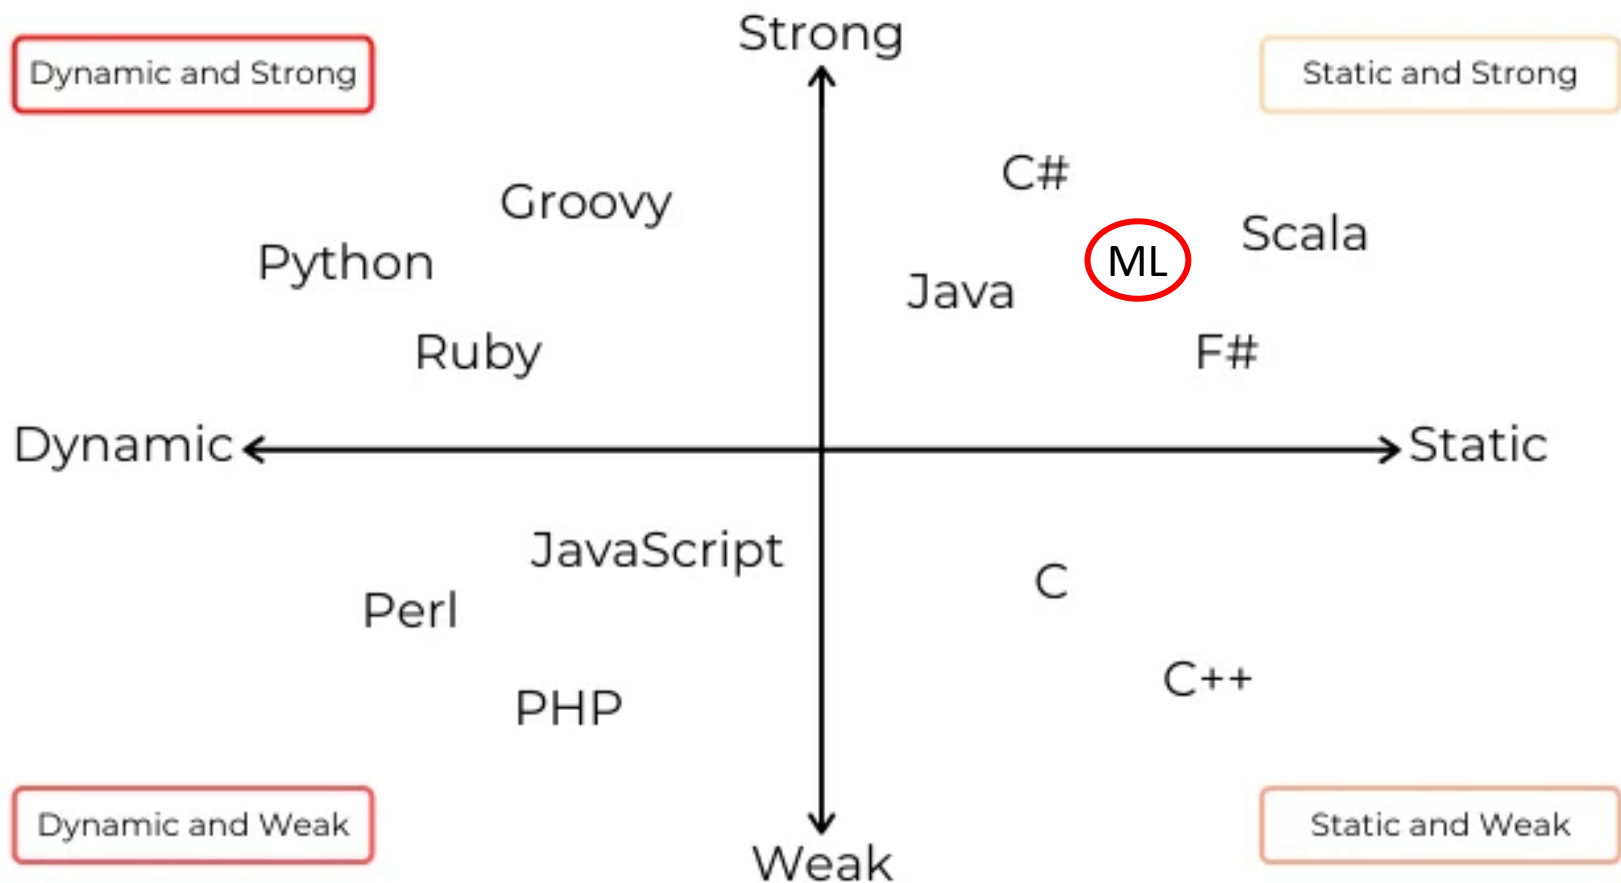 Strong
Dynamic and Strong
Static and Strong
C#
Groovy
Scala
Python
ML
Java
Ruby
F#
Dynamic
Static
JavaScript
C
Perl
C++
PHP
Dynamic and Weak
Static and Weak
Weak